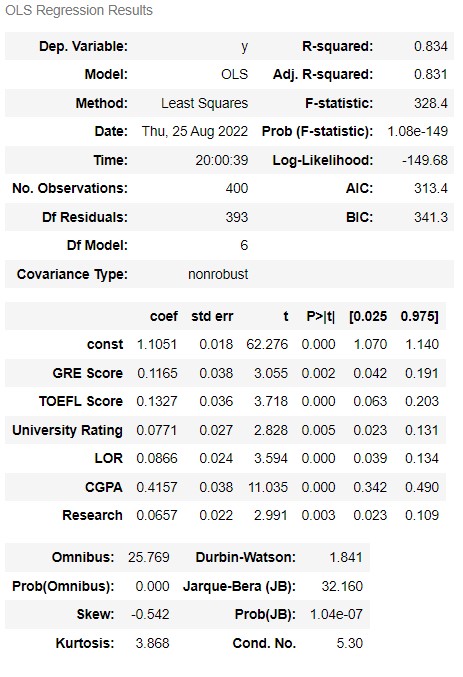 OLS Regression Results
Dep. Variable: y R-squared: 0.834
Model: OLS Adj. R-squared: 0.831
Method: Least Squares F-statistic: 328.4
Date: Thu, 25 Aug 2022 Prob (F-statistic): 1.08e-149
Time: 20:00:39 Log-Likelihood: -149.68
No. Observations: 400 AIC: 313.4
Df Residuals: 393 BIC: 341.3
Df Model: 6
Covariance Type: nonrobust
coef std err t P>|t| [0.025 0.975]
const 1.1051 0.018 62.276 0.000 1.070 1.140
GRE Score 0.1165 0.038 3.055 0.002 0.042 0.191
TOEFL Score 0.1327 0.036 3.718 0.000 0.063 0.203
University Rating 0.0771 0.027 2.828 0.005 0.023 0.131
LOR 0.0866 0.024 3.594 0.000 0.039 0.134
CGPA 0.4157 0.038 11.035 0.000 0.342 0.490
Research 0.0657 0.022 2.991 0.003 0.023 0.109
Omnibus: 25.769 Durbin-Watson: 1.841
Prob(Omnibus): 0.000 Jarque-Bera (JB): 32.160
Skew: -0.542 Prob(JB): 1.04e-07
Kurtosis: 3.868 Cond. No. 5.30